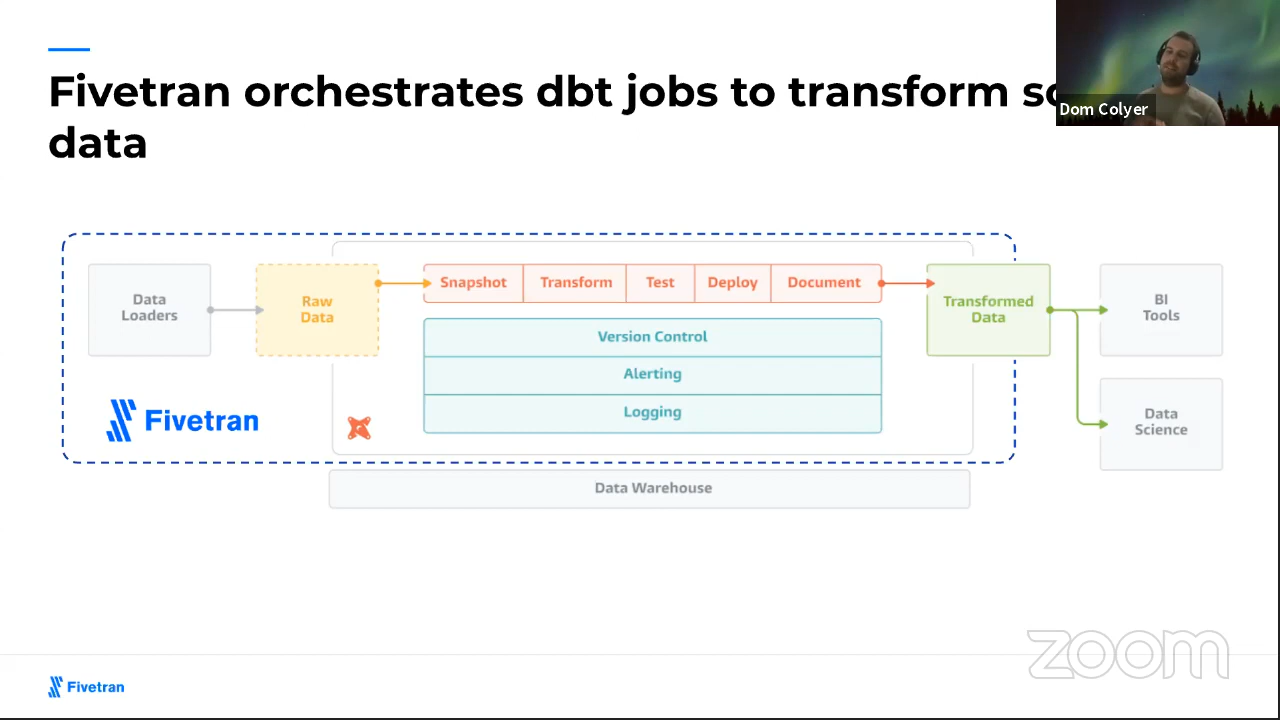 Fivetran orchestrates dbt jobs to transform
data
Dom Colyer
Data
Loaders
Raw
Data
Snapshot
Transform
Test
Deploy
Document
Version Control
Alerting
Logging
Transformed
Data
BI
Tools
Data
Science
Fivetran
Data Warehouse
zoom
Fivetran